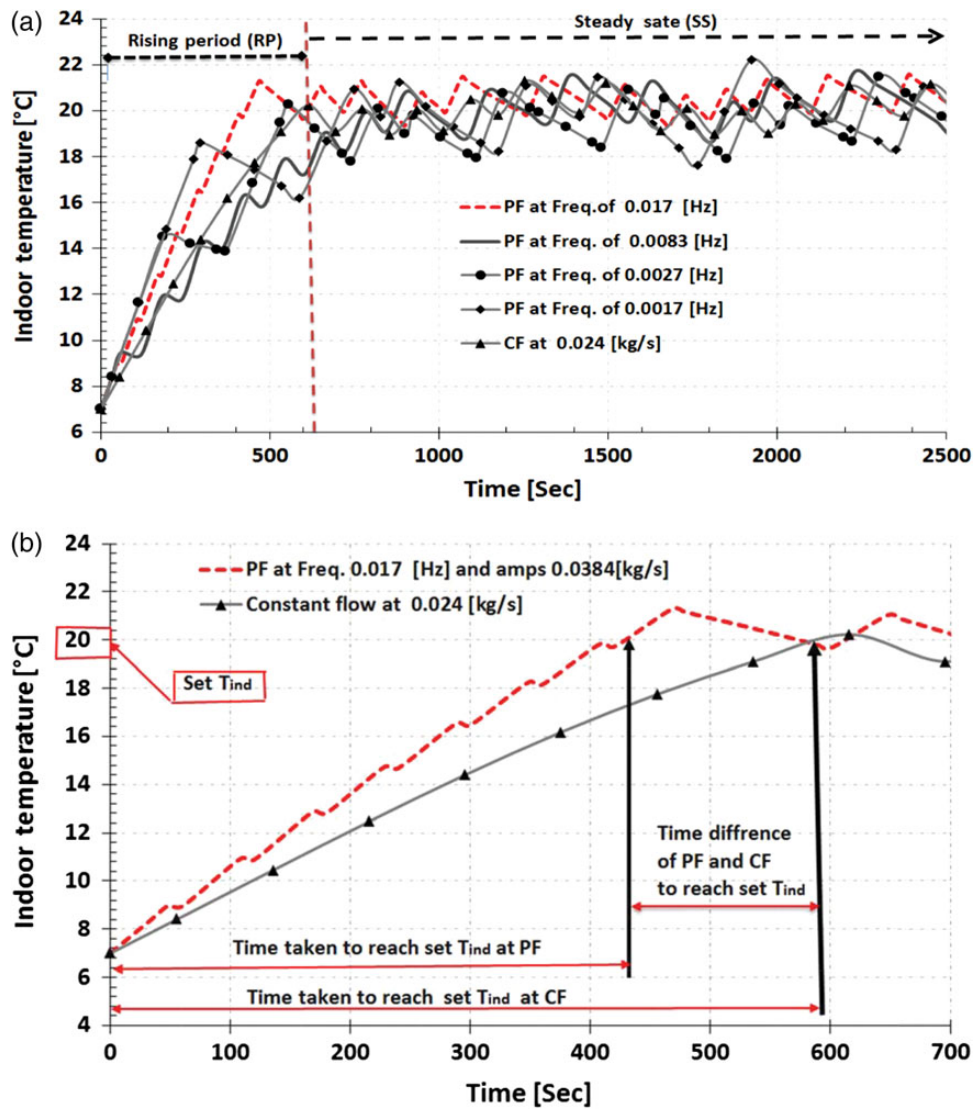 (a)
Indoor temperature [°C]
24
22
20
18
16
14
12
10
8
6
Rising period (RP)
Steady sate (SS)
PF at Freq.of 0.017 [Hz]
PF at Freq. of 0.0083 [Hz]
PF at Freq. of 0.0027 [Hz]
PF at Freq. of 0.0017 [Hz]
CF at 0.024 [kg/s]
0 500 1000 1500 2000 2500
Time [Sec]
(b)
Indoor temperature [°C]
24
22
20
18
16
14
12
10
8
6
4
PF at Freq. 0.017 [Hz] and amps 0.0384[kg/s]
Constant flow at 0.024 [kg/s]
Set Tind
Time diffrence
of PF and CF
to reach set Tind
Time taken to reach set Tind at PF
Time taken to reach set Tind at CF
0 100 200 300 400 500 600 700
Time [Sec]